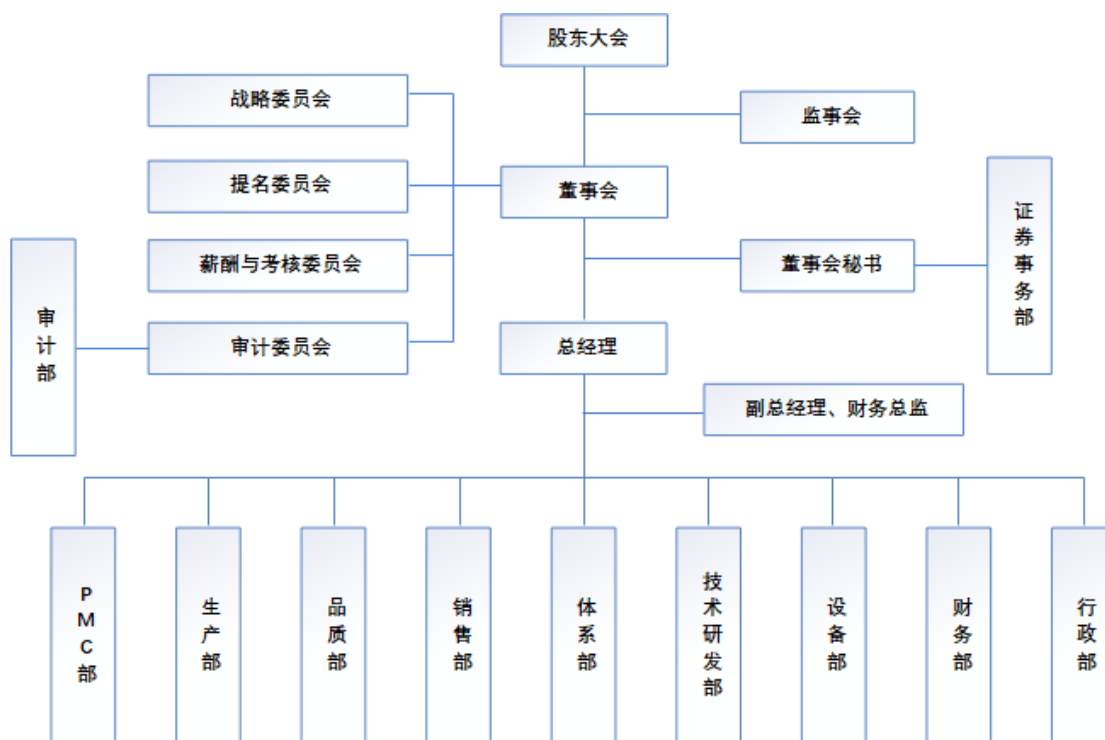 股东大会
战略委员会
监事会
提名委员会
董事会
证券事务部
薪酬与考核委员会
董事会秘书
审计部
审计委员会
总经理
副总经理、财务总监
PMC部
生产部
品质部
销售部
体系部
技术研发部
设备部
财务部
行政部